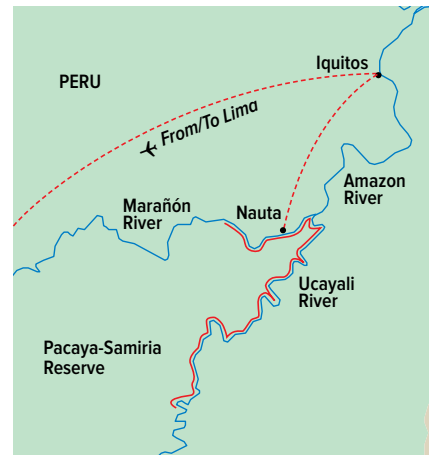 Iquitos
PERU
From/To Lima
Amazon
River
Marañón
River
Nauta
Ucayali
River
Pacaya-Samiria
Reserve